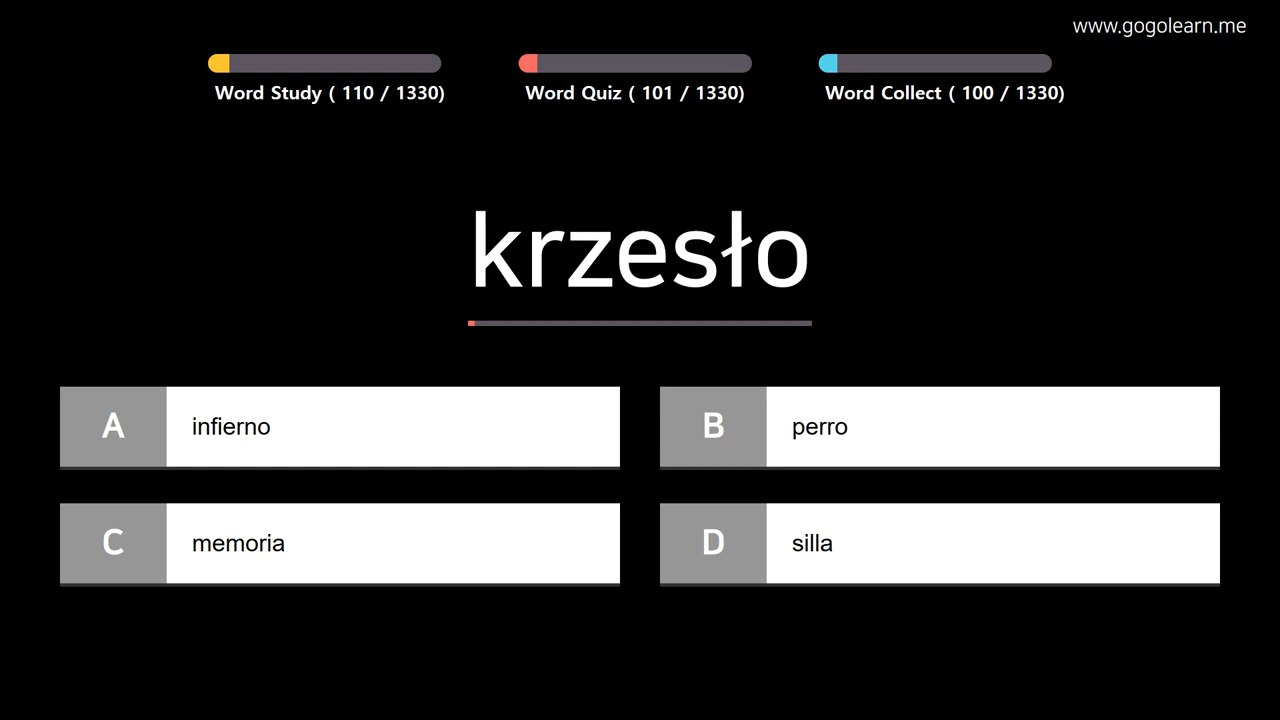 www.gogolearn.me
Word Study ( 110 / 1330)
Word Quiz ( 101 / 1330)
Word Collect ( 100 / 1330)
krzesło
A infierno
B perro
C memoria
D silla